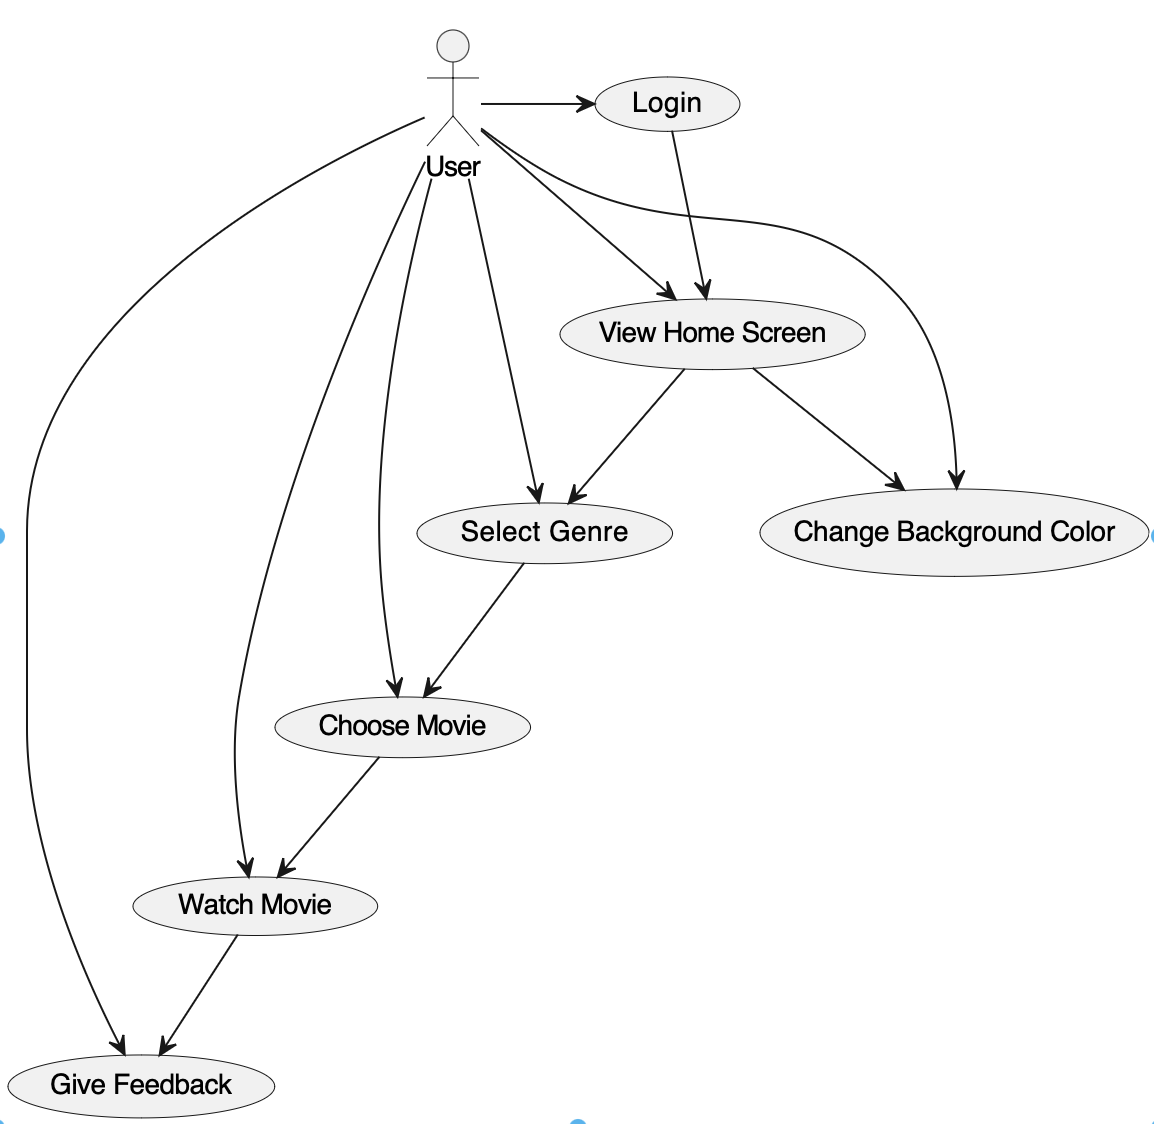 User
Login
View Home Screen
Select Genre
Change Background Color
Choose Movie
Watch Movie
Give Feedback